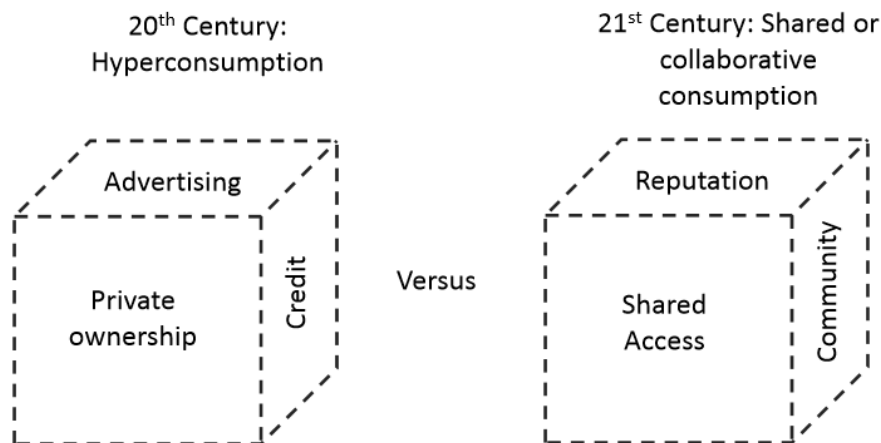 20th Century:
Hyperconsumption
21st Century: Shared or
collaborative
consumption
Advertising
Credit
Private
ownership
Versus
Reputation
Community
Shared
Access